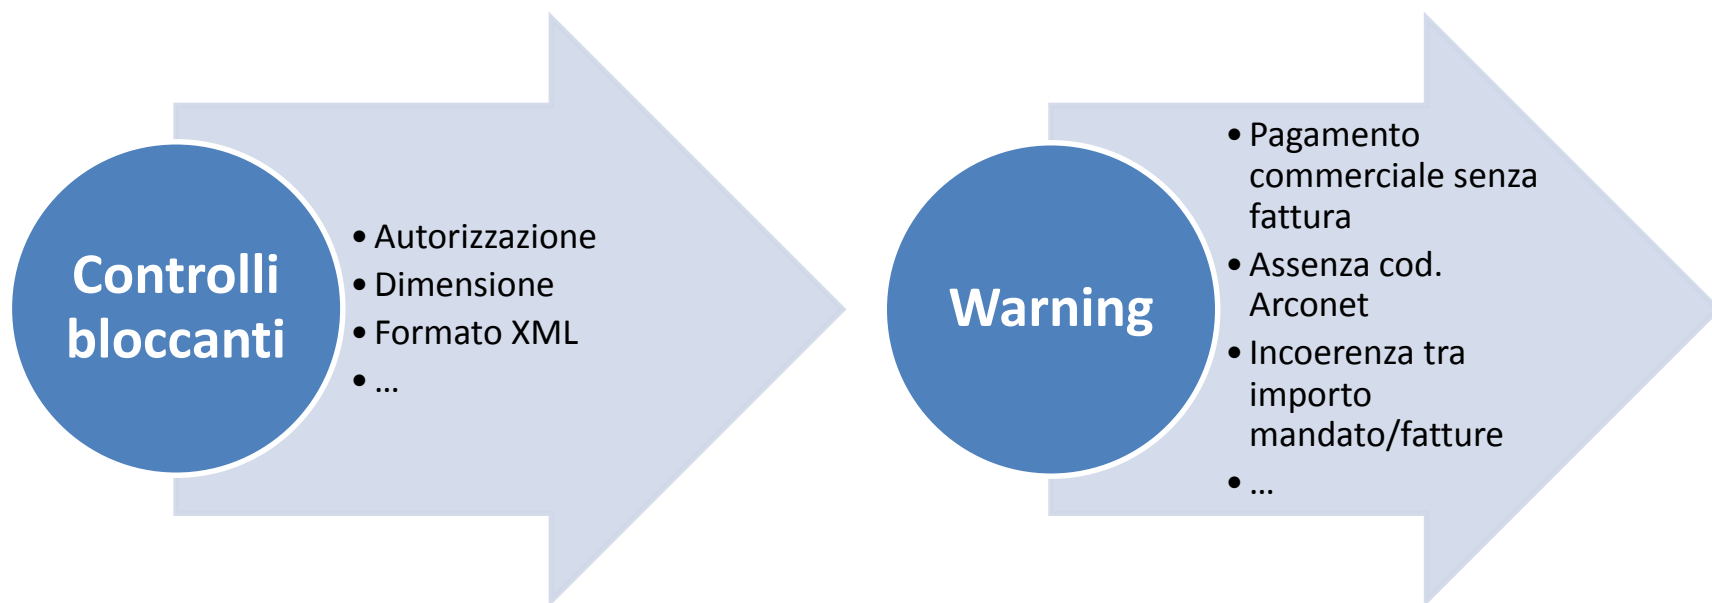 Controlli
bloccanti
• Autorizzazione
• Dimensione
• Formato XML
• ...
Warning
• Pagamento
commerciale senza
fattura
• Assenza cod.
Arconet
• Incoerenza tra
importo
mandato/fatture
• ...